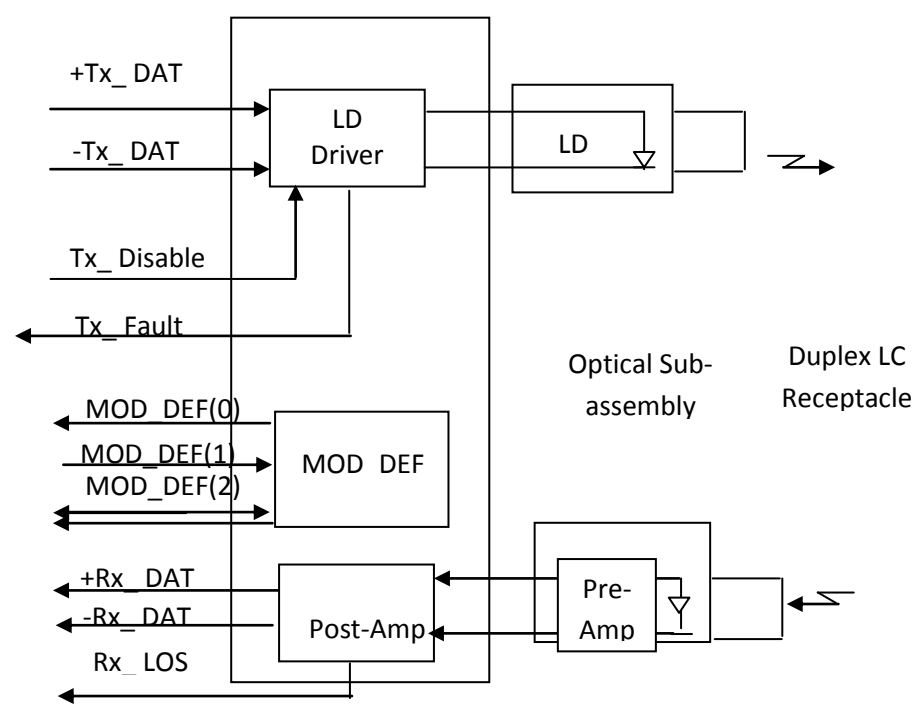 +Tx_ DAT
LD
Driver
-Tx_ DAT
LD
Tx_ Disable
Tx_ Fault
Optical Sub-
assembly
Duplex LC
Receptacle
MOD_DEF(0)
MOD_DEF(1)
MOD_DEF(2)
MOD DEF
+Rx_ DAT
-Rx_ DAT
Rx_ LOS
Post-Amp
Pre-
Amp